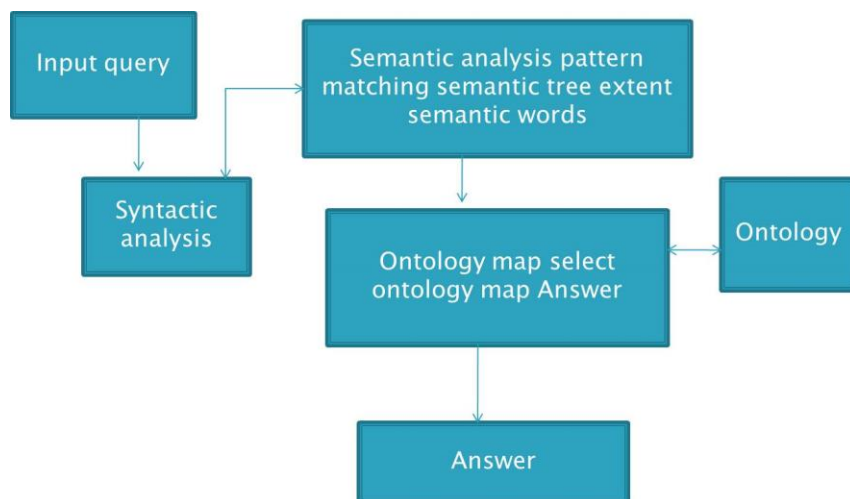 Input query
Semantic analysis pattern
matching semantic tree extent
semantic words
Syntactic
analysis
Ontology map select
ontology map Answer
Ontology
Answer